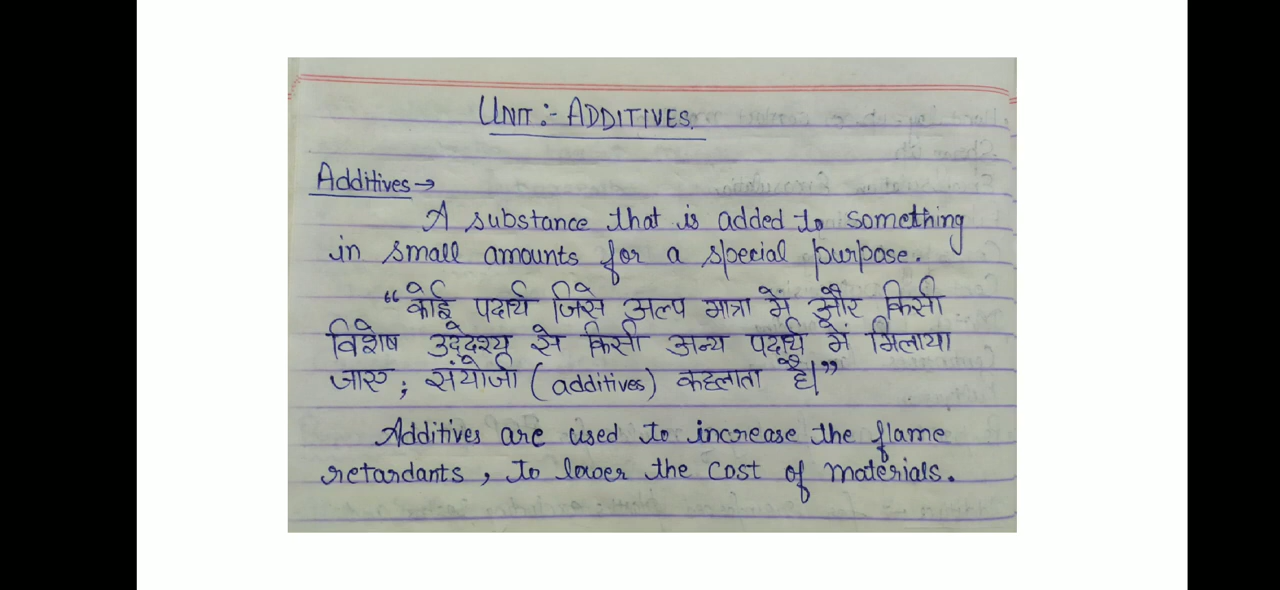 UNIT :- ADDITIVES.
Additives →
A substance that is added to something
in small amounts for a special purpose.
“कोई पदार्थ जिसे अल्प मात्रा में और किसी
विशेष उद्देश्य से किसी अन्य पदार्थ में मिलाया
जाए; संयोजी (additives) कहलाता है।”
Additives are used to increase the flame
retardants, to lower the cost of materials.